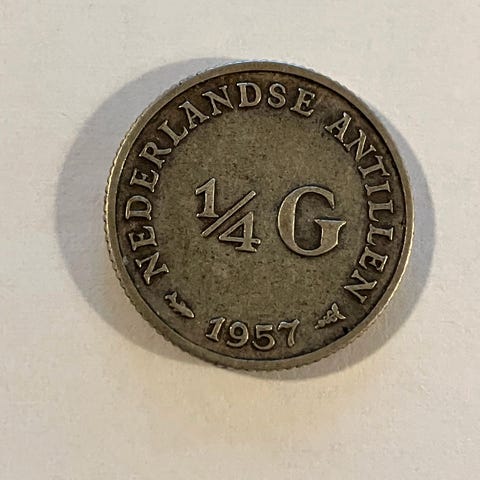 NEDERLANDSE ANTILLEN
1/4 G
1957